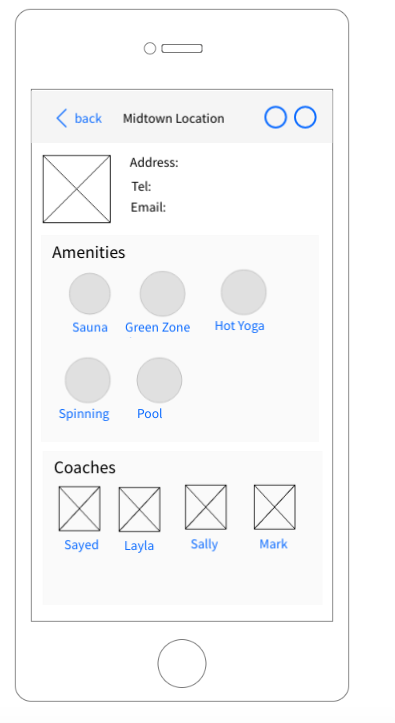 back Midtown Location
Address:
Tel:
Email:
Amenities
Sauna Green Zone Hot Yoga
Spinning Pool
Coaches
Sayed Layla Sally Mark